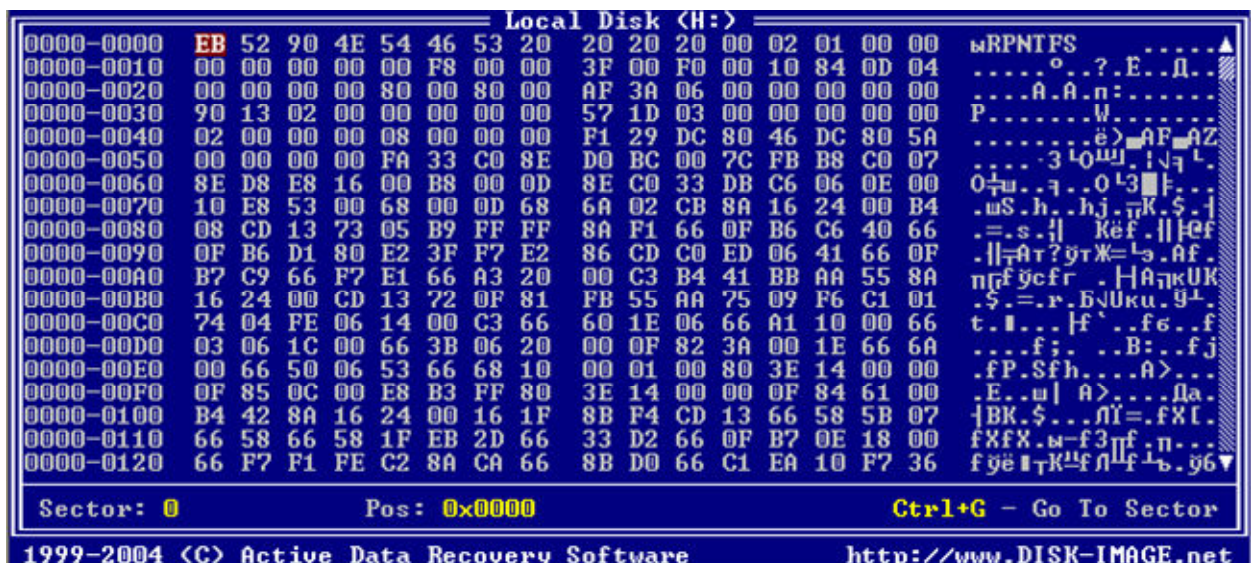 Local Disk (H:)
0000-0000 EB 52 90 4E 54 46 53 20 20 20 20 00 02 01 00 00 ыRPNTFS .....
0000-0010 00 00 00 00 00 F8 00 00 3F 00 F0 00 10 84 0D 04 .....°..?.Ё..Д..
0000-0020 00 00 00 00 80 00 80 00 AF 3A 06 00 00 00 00 00 ....А.А.п:......
0000-0030 90 13 02 00 00 00 00 00 57 1D 03 00 00 00 00 00 Р.......W.......
0000-0040 02 00 00 00 08 00 00 00 F1 29 DC 80 46 DC 80 5A ........ё)▄АF▄АZ
0000-0050 00 00 00 00 FA 33 C0 8E D0 BC 00 7C FB B8 C0 07
0000-0060 8E D8 E8 16 00 B8 00 0D 8E C0 33 DB C6 06 0E 00
0000-0070 10 E8 53 00 68 00 0D 68 6A 02 CB 8A 16 24 00 B4
0000-0080 08 CD 13 73 05 B9 FF FF 8A F1 66 0F B6 C6 40 66
0000-0090 0F B6 D1 80 E2 3F F7 E2 86 CD C0 ED 06 41 66 0F
0000-00A0 B7 C9 66 F7 E1 66 A3 20 00 C3 B4 41 BB AA 55 8A
0000-00B0 16 24 00 CD 13 72 0F 81 FB 55 AA 75 09 F6 C1 01
0000-00C0 74 04 FE 06 14 00 C3 66 60 1E 06 66 A1 10 00 66
0000-00D0 03 06 1C 00 66 3B 06 20 00 0F 82 3A 00 1E 66 6A ....f;. ..В:..fj
0000-00E0 00 66 50 06 53 66 68 10 00 01 00 80 3E 14 00 00 .fP.Sfh....А>...
0000-00F0 0F 85 0C 00 E8 B3 FF 80 3E 14 00 00 0F 84 61 00 .Е..ш│ А>....Да.
0000-0100 B4 42 8A 16 24 00 16 1F 8B F4 CD 13 66 58 5B 07
0000-0110 66 58 66 58 1F EB 2D 66 33 D2 66 0F B7 0E 18 00
0000-0120 66 F7 F1 FE C2 8A CA 66 8B D0 66 C1 EA 10 F7 36
Sector: 0 Pos: 0x0000 Ctrl+G - Go To Sector
1999-2004 (C) Active Data Recovery Software http://www.DISK-IMAGE.net